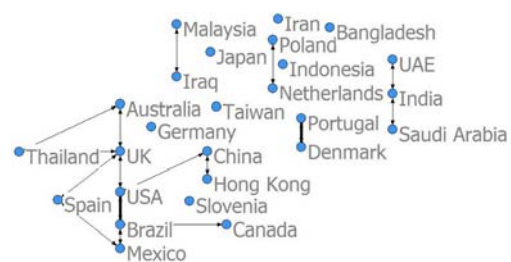 Malaysia
Iran
Bangladesh
Japan
Poland
Indonesia
UAE
Iraq
Netherlands
India
Australia
Taiwan
Portugal
Germany
Saudi Arabia
Thailand
UK
China
Denmark
Hong Kong
USA
Spain
Slovenia
Brazil
Canada
Mexico